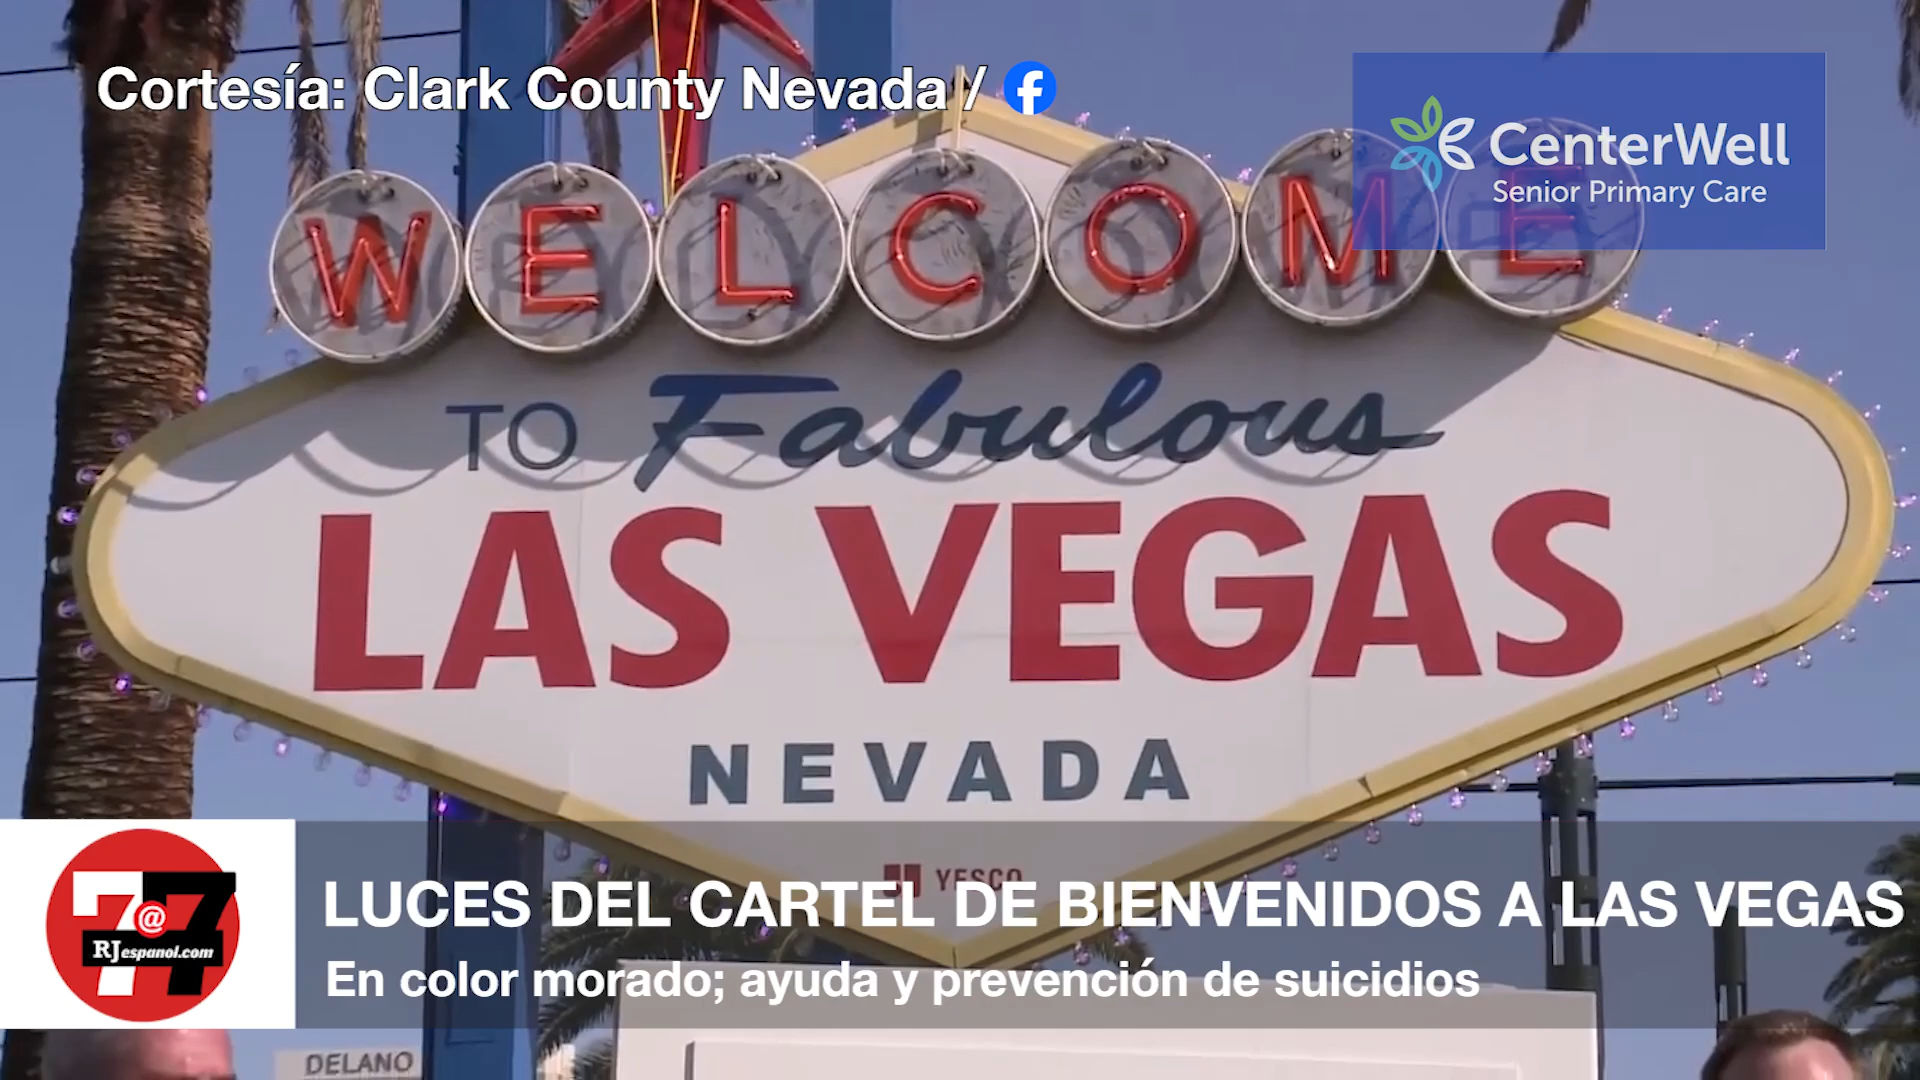 Cortesía: Clark County Nevada /
CenterWell
Senior Primary Care
WELCOME
TO Fabulous
LAS VEGAS
NEVADA
YESCO
7@7
RJespanol.com
LUCES DEL CARTEL DE BIENVENIDOS A LAS VEGAS
En color morado; ayuda y prevención de suicidios
DELANO